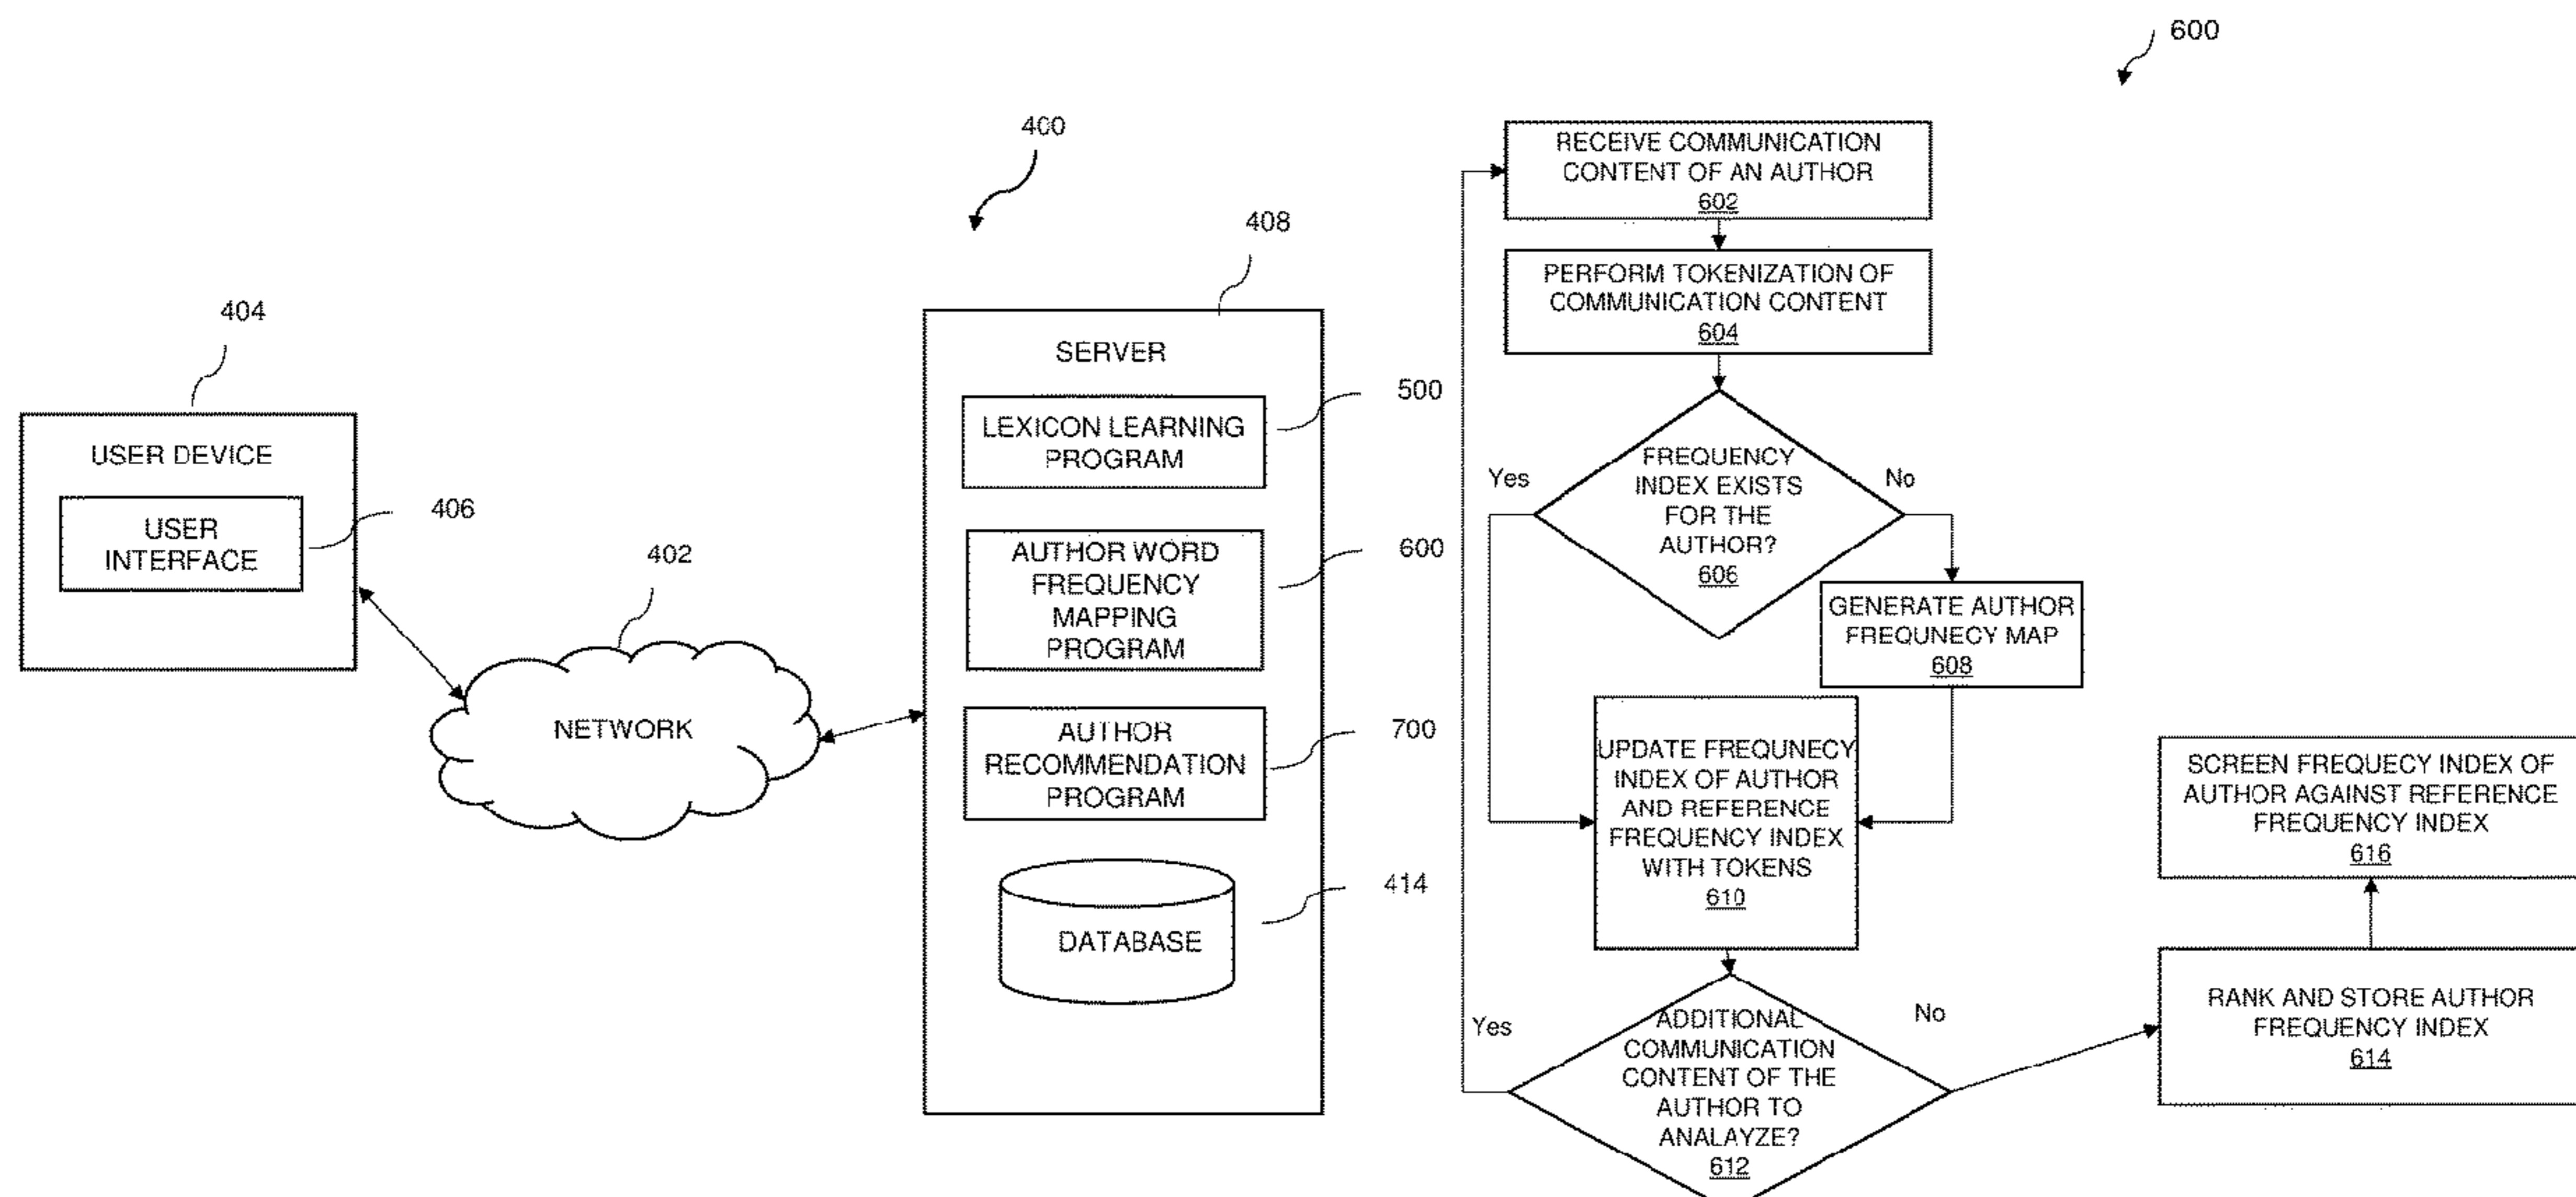 400
404
USER DEVICE
USER
INTERFACE
406
402
NETWORK
408
SERVER
LEXICON LEARNING
PROGRAM
500
AUTHOR WORD
FREQUENCY
MAPPING
PROGRAM
600
AUTHOR
RECOMMENDATION
PROGRAM
700
DATABASE
414
600
RECEIVE COMMUNICATION
CONTENT OF AN AUTHOR
602
PERFORM TOKENIZATION OF
COMMUNICATION CONTENT
604
FREQUENCY
INDEX EXISTS
FOR THE
AUTHOR?
606
Yes
No
GENERATE AUTHOR
FREQUNECY MAP
608
UPDATE FREQUNECY
INDEX OF AUTHOR
AND REFERENCE
FREQUENCY INDEX
WITH TOKENS
610
ADDITIONAL
COMMUNICATION
CONTENT OF THE
AUTHOR TO
ANALAYZE?
612
Yes
No
RANK AND STORE AUTHOR
FREQUENCY INDEX
614
SCREEN FREQUECY INDEX OF
AUTHOR AGAINST REFERENCE
FREQUENCY INDEX
616